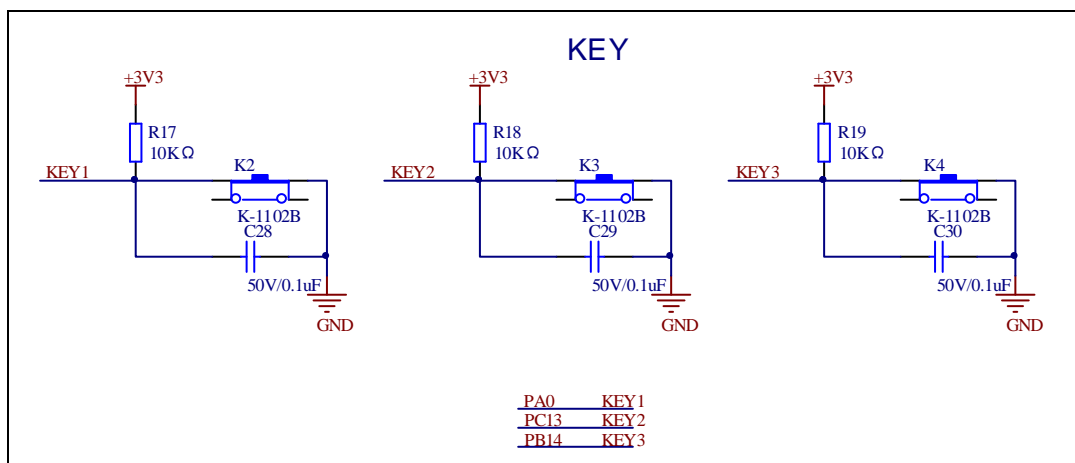 KEY
+3V3 +3V3 +3V3
R17 R18 R19
10KΩ 10KΩ 10KΩ
KEY1 K2 KEY2 K3 KEY3 K4
K-1102B K-1102B K-1102B
C28 C29 C30
50V/0.1uF 50V/0.1uF 50V/0.1uF
GND GND GND
PA0 KEY1
PC13 KEY2
PB14 KEY3